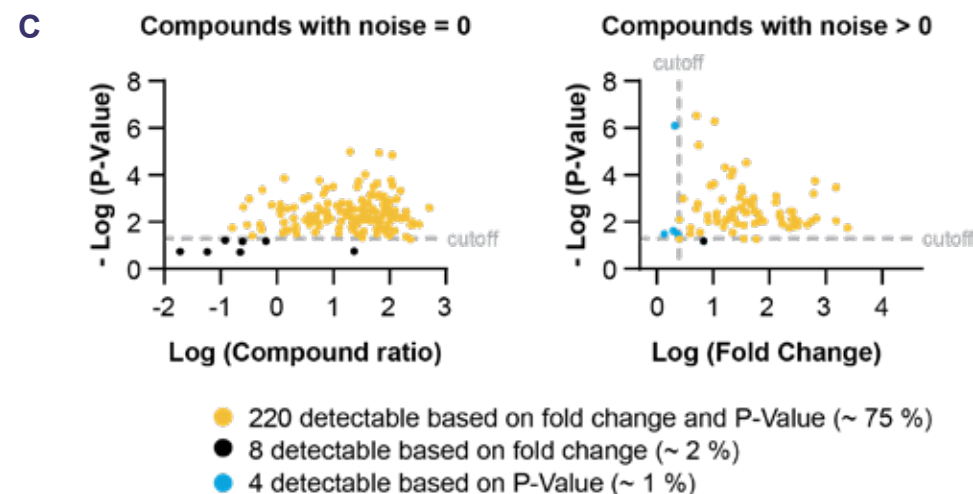 C
Compounds with noise = 0
Compounds with noise > 0
cutoff
8
6
4
2
0
- Log (P-Value)
cutoff
-2 -1 0 1 2 3
Log (Compound ratio)
8
6
4
2
0
- Log (P-Value)
cutoff
0 1 2 3 4
Log (Fold Change)
220 detectable based on fold change and P-Value (~ 75 %)
8 detectable based on fold change (~ 2 %)
4 detectable based on P-Value (~ 1 %)